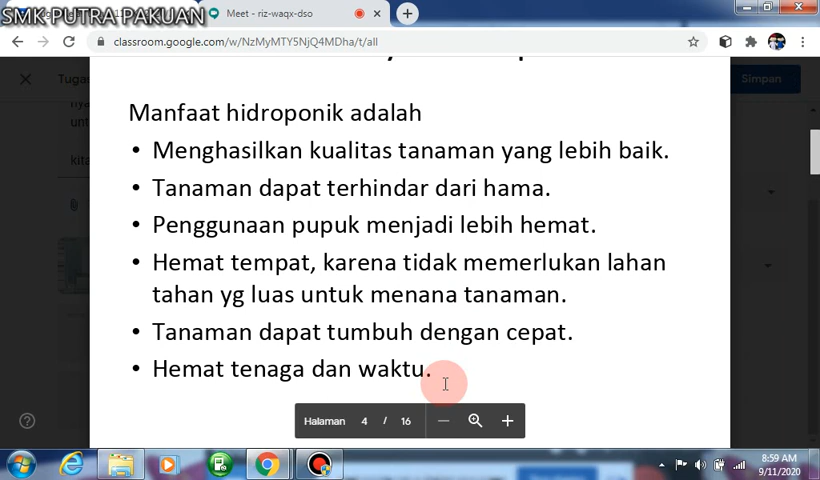 SMK PUTRA PAKUAN
Meet - riz-waqx-dso
classroom.google.com/w/NzMyMTY5NjQ4MDha/t/all
Tugas
Simpan
Manfaat hidroponik adalah
• Menghasilkan kualitas tanaman yang lebih baik.
• Tanaman dapat terhindar dari hama.
• Penggunaan pupuk menjadi lebih hemat.
• Hemat tempat, karena tidak memerlukan lahan
tahan yg luas untuk menana tanaman.
• Tanaman dapat tumbuh dengan cepat.
• Hemat tenaga dan waktu.
kita
Halaman 4 / 16
8:59 AM
9/11/2020